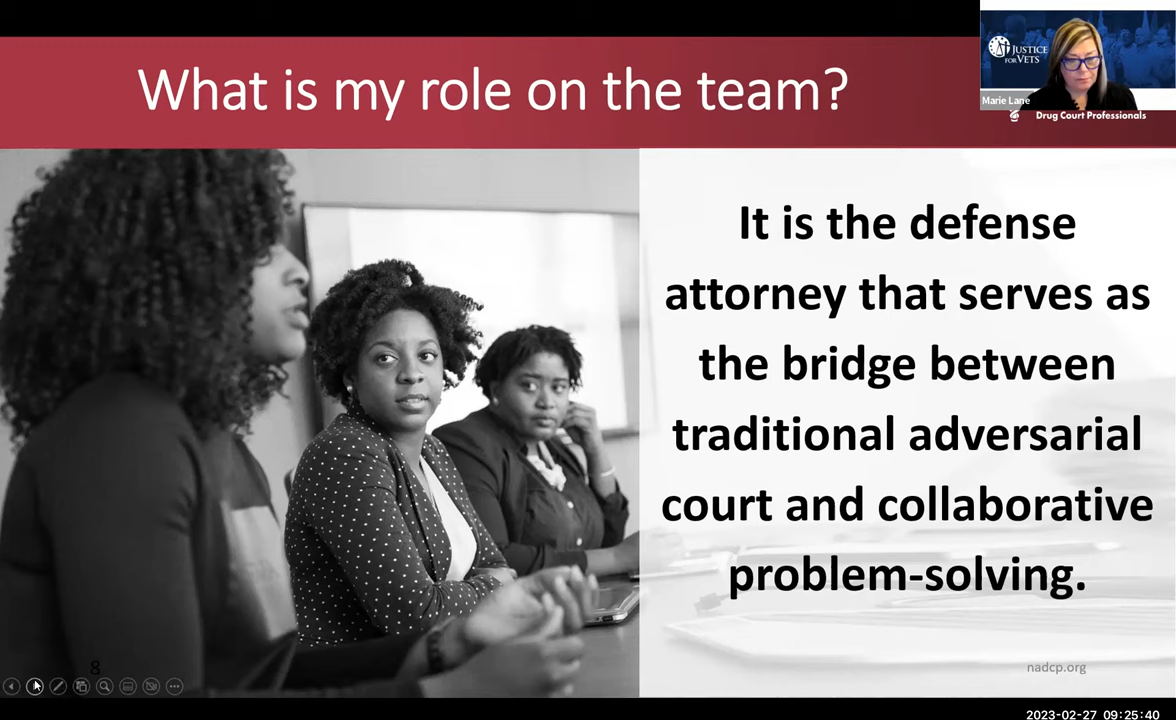 What is my role on the team?
JUSTICE
FOR VETS
Marie Lane
Drug Court Professionals
It is the defense
attorney that serves as
the bridge between
traditional adversarial
court and collaborative
problem-solving.
8
nadcp.org
2023-02-27 09:25:40